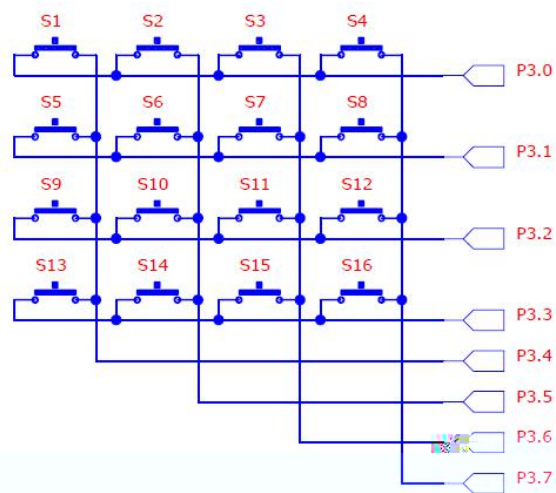 S1 S2 S3 S4
P3.0
S5 S6 S7 S8
P3.1
S9 S10 S11 S12
P3.2
S13 S14 S15 S16
P3.3
P3.4
P3.5
P3.6
P3.7